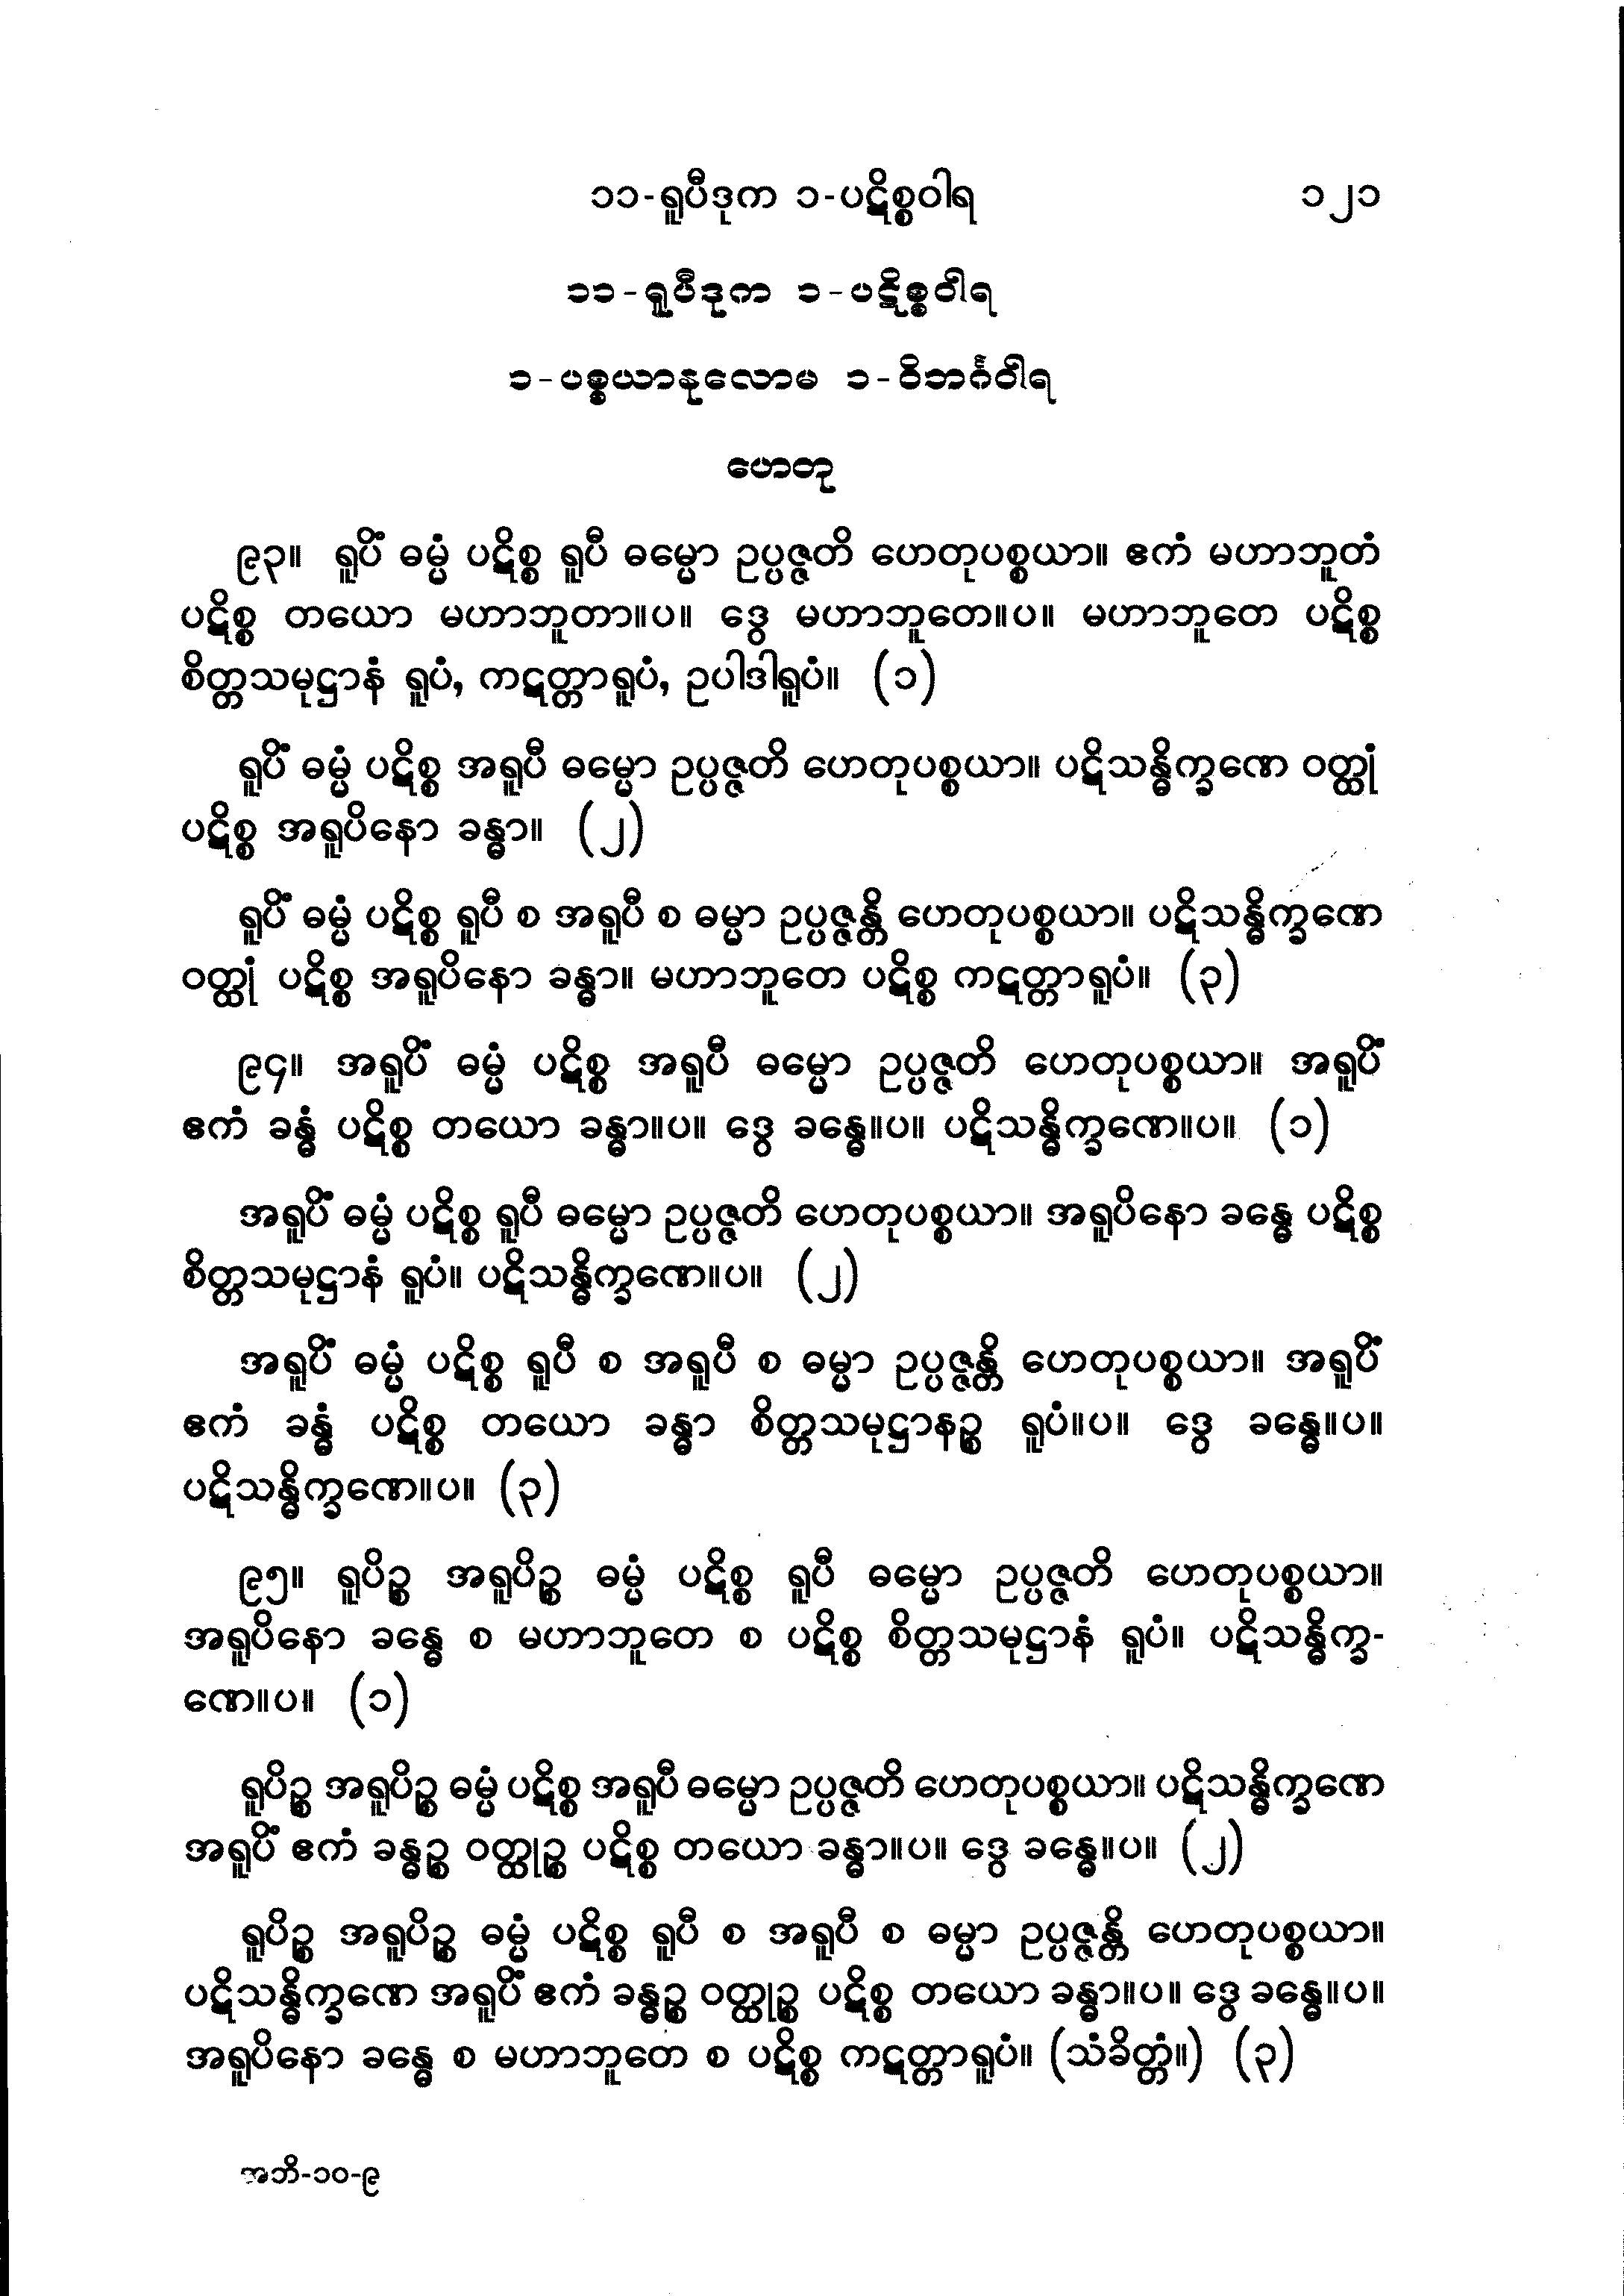 ၁၁-ရူပီဒုက ၁-ပဋိစ္စဝါရ ၁၂၁
၁၁-ရူပီဒုက ၁-ပဋိစ္စဝါရ
၁-ပစ္စယာနုလောမ ၁-ဝိဘင်္ဂဝါရ
ဟေတု
၉၃။ ရူပိံ ဓမ္မံ ပဋိစ္စ ရူပီ ဓမ္မော ဥပ္ပဇ္ဇတိ ဟေတုပစ္စယာ။ ဧကံ မဟာဘူတံ
ပဋိစ္စ တယော မဟာဘူတာ။ပ။ ဒွေ မဟာဘူတေ။ပ။ မဟာဘူတေ ပဋိစ္စ
စိတ္တသမုဋ္ဌာနံ ရူပံ, ကဋတ္တာရူပံ, ဥပါဒါရူပံ။ (၁)
ရူပိံ ဓမ္မံ ပဋိစ္စ အရူပီ ဓမ္မော ဥပ္ပဇ္ဇတိ ဟေတုပစ္စယာ။ ပဋိသန္ဓိက္ခဏေ ဝတ္ထုံ
ပဋိစ္စ အရူပိနော ခန္ဓာ။ (၂)
ရူပိံ ဓမ္မံ ပဋိစ္စ ရူပီ စ အရူပီ စ ဓမ္မာ ဥပ္ပဇ္ဇန္တိ ဟေတုပစ္စယာ။ ပဋိသန္ဓိက္ခဏေ
ဝတ္ထုံ ပဋိစ္စ အရူပိနော ခန္ဓာ။ မဟာဘူတေ ပဋိစ္စ ကဋတ္တာရူပံ။ (၃)
၉၄။ အရူပိံ ဓမ္မံ ပဋိစ္စ အရူပီ ဓမ္မော ဥပ္ပဇ္ဇတိ ဟေတုပစ္စယာ။ အရူပိံ
ဧကံ ခန္ဓံ ပဋိစ္စ တယော ခန္ဓာ။ပ။ ဒွေ ခန္ဓေ။ပ။ ပဋိသန္ဓိက္ခဏေ။ပ။ (၁)
အရူပိံ ဓမ္မံ ပဋိစ္စ ရူပီ ဓမ္မော ဥပ္ပဇ္ဇတိ ဟေတုပစ္စယာ။ အရူပိနော ခန္ဓေ ပဋိစ္စ
စိတ္တသမုဋ္ဌာနံ ရူပံ။ ပဋိသန္ဓိက္ခဏေ။ပ။ (၂)
အရူပိံ ဓမ္မံ ပဋိစ္စ ရူပီ စ အရူပီ စ ဓမ္မာ ဥပ္ပဇ္ဇန္တိ ဟေတုပစ္စယာ။ အရူပိံ
ဧကံ ခန္ဓံ ပဋိစ္စ တယော ခန္ဓာ စိတ္တသမုဋ္ဌာနဉ္စ ရူပံ။ပ။ ဒွေ ခန္ဓေ။ပ။
ပဋိသန္ဓိက္ခဏေ။ပ။ (၃)
၉၅။ ရူပိဉ္စ အရူပိဉ္စ ဓမ္မံ ပဋိစ္စ ရူပီ ဓမ္မော ဥပ္ပဇ္ဇတိ ဟေတုပစ္စယာ။
အရူပိနော ခန္ဓေ စ မဟာဘူတေ စ ပဋိစ္စ စိတ္တသမုဋ္ဌာနံ ရူပံ။ ပဋိသန္ဓိက္ခ-
ဏေ။ပ။ (၁)
ရူပိဉ္စ အရူပိဉ္စ ဓမ္မံ ပဋိစ္စ အရူပီ ဓမ္မော ဥပ္ပဇ္ဇတိ ဟေတုပစ္စယာ။ ပဋိသန္ဓိက္ခဏေ
အရူပိံ ဧကံ ခန္ဓဉ္စ ဝတ္ထုဉ္စ ပဋိစ္စ တယော ခန္ဓာ။ပ။ ဒွေ ခန္ဓေ။ပ။ (၂)
ရူပိဉ္စ အရူပိဉ္စ ဓမ္မံ ပဋိစ္စ ရူပီ စ အရူပီ စ ဓမ္မာ ဥပ္ပဇ္ဇန္တိ ဟေတုပစ္စယာ။
ပဋိသန္ဓိက္ခဏေ အရူပိံ ဧကံ ခန္ဓဉ္စ ဝတ္ထုဉ္စ ပဋိစ္စ တယော ခန္ဓာ။ပ။ ဒွေ ခန္ဓေ။ပ။
အရူပိနော ခန္ဓေ စ မဟာဘူတေ စ ပဋိစ္စ ကဋတ္တာရူပံ။ (သံခိတ္တံ။) (၃)
အဘိ-၁၀-၉